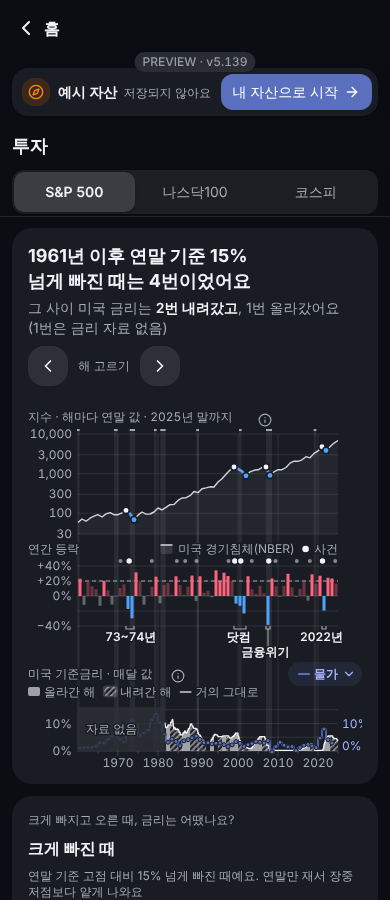 홈
PREVIEW · v5.139
예시 자산 저장되지 않아요 내 자산으로 시작
투자
S&P 500 나스닥100 코스피
1961년 이후 연말 기준 15%
넘게 빠진 때는 4번이었어요
그 사이 미국 금리는 2번 내려갔고, 1번 올라갔어요
(1번은 금리 자료 없음)
해 고르기
지수 · 해마다 연말 값 · 2025년 말까지
10,000
3,000
1,000
300
100
30
연간 등락 미국 경기침체(NBER) 사건
+40%
+20%
0%
−40%
73~74년 닷컴 2022년
금융위기
미국 기준금리 · 매달 값 물가
올라간 해 내려간 해 거의 그대로
10% 자료 없음 10%
0% 0%
1970 1980 1990 2000 2010 2020
크게 빠지고 오른 때, 금리는 어땠나요?
크게 빠진 때
연말 기준 고점 대비 15% 넘게 빠진 때예요. 연말만 재서 장중
저점보다 얕게 나와요